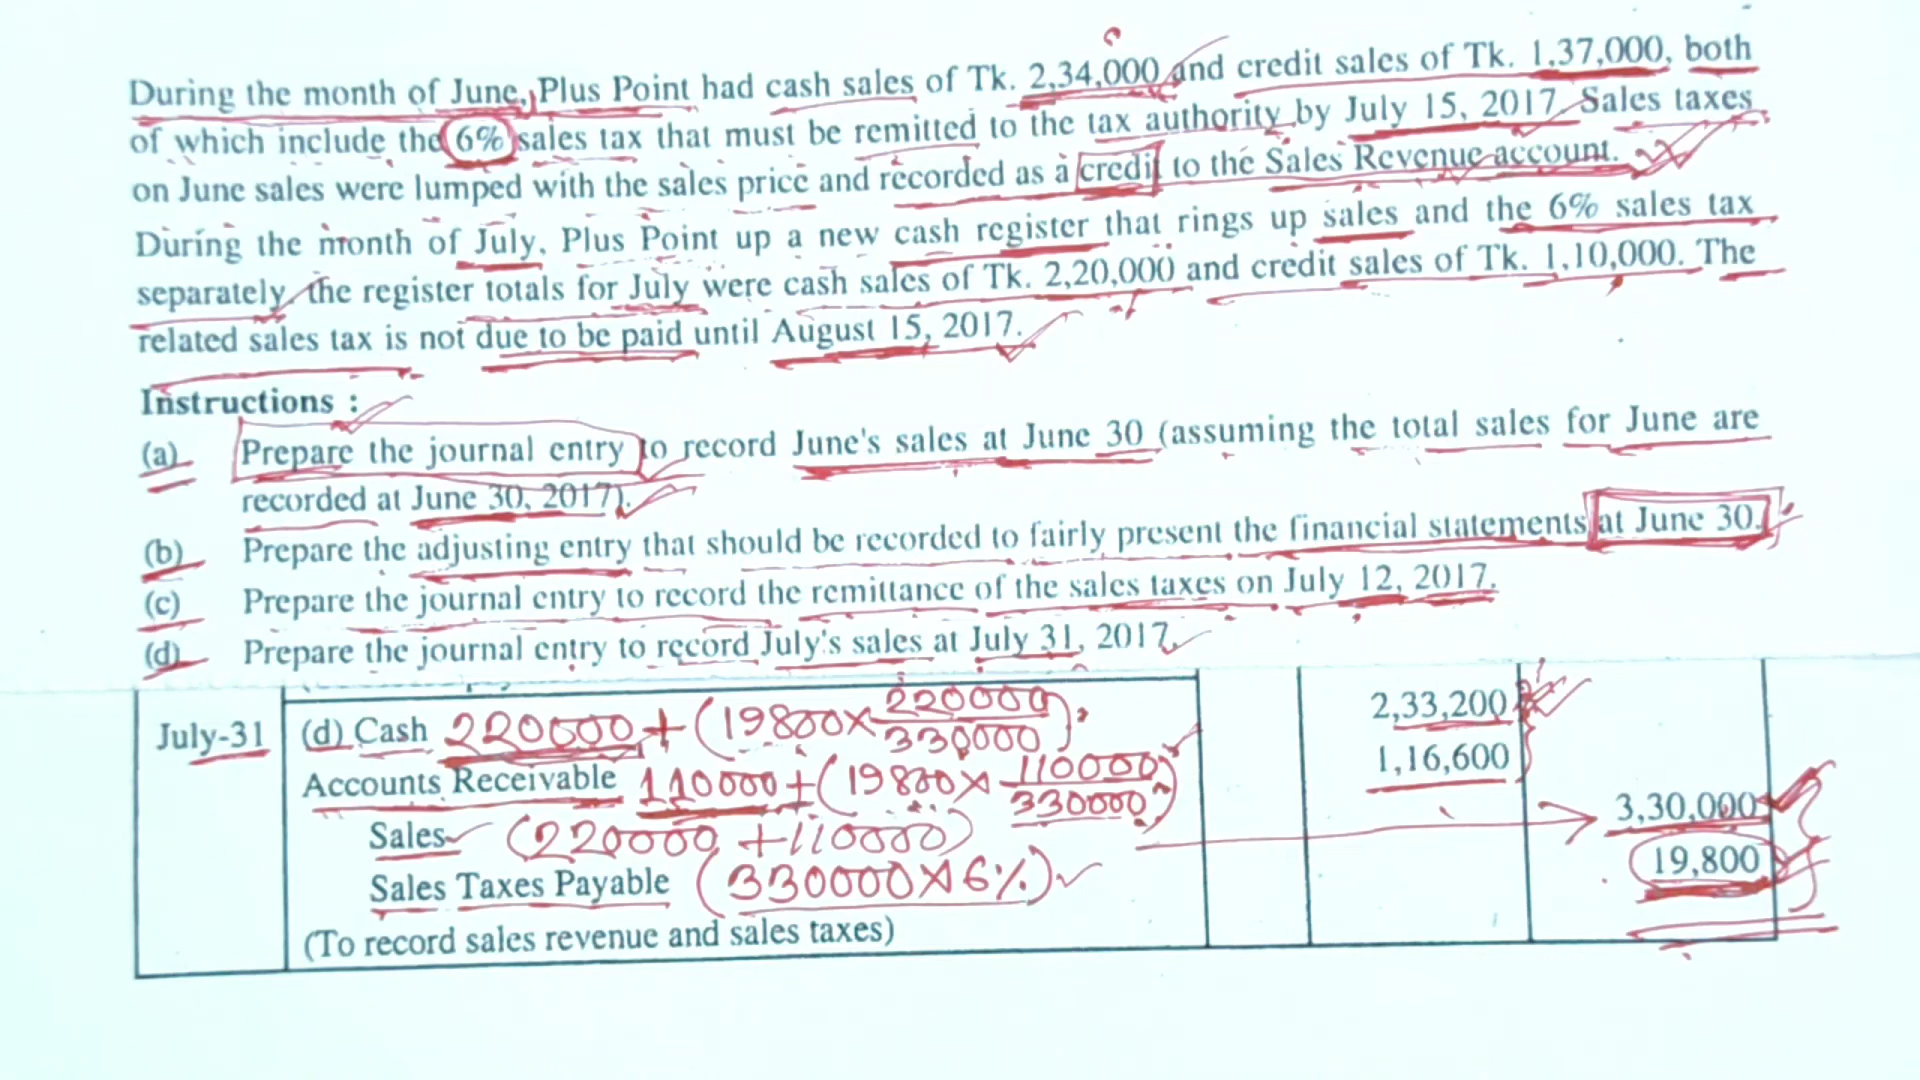 During the month of June, Plus Point had cash sales of Tk. 2,34,000 and credit sales of Tk. 1,37,000, both
of which include the 6% sales tax that must be remitted to the tax authority by July 15, 2017. Sales taxes
on June sales were lumped with the sales price and recorded as a credit to the Sales Revenue account.
During the month of July, Plus Point up a new cash register that rings up sales and the 6% sales tax
separately, the register totals for July were cash sales of Tk. 2,20,000 and credit sales of Tk. 1,10,000. The
related sales tax is not due to be paid until August 15, 2017.
Instructions :
(a) Prepare the journal entry to record June's sales at June 30 (assuming the total sales for June are
recorded at June 30, 2017).
(b) Prepare the adjusting entry that should be recorded to fairly present the financial statements at June 30.
(c) Prepare the journal entry to record the remittance of the sales taxes on July 12, 2017.
(d) Prepare the journal entry to record July's sales at July 31, 2017.
July-31 (d) Cash 220000 + (19800 × 220000/330000) 2,33,200
Accounts Receivable 110000 + (19800 × 110000/330000) 1,16,600
Sales (220000 + 110000) 3,30,000
Sales Taxes Payable (330000 × 6%) 19,800
(To record sales revenue and sales taxes)